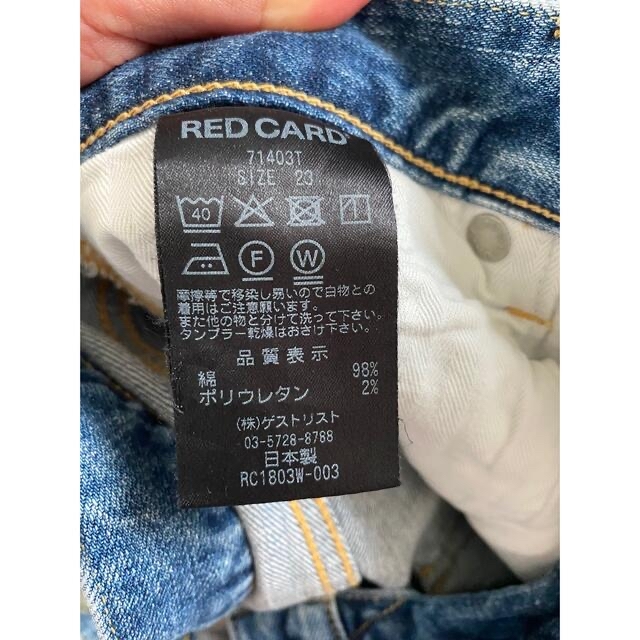 RED CARD
71403T
SIZE 23
40
F W
摩擦等で移染し易いので白物との
着用はご注意願います。
また他の物と分けて洗って下さい。
タンブラー乾燥はおさけ下さい。
品質表示
綿 98%
ポリウレタン 2%
(株)ゲストリスト
03-5728-8788
日本製
RC1803W-003